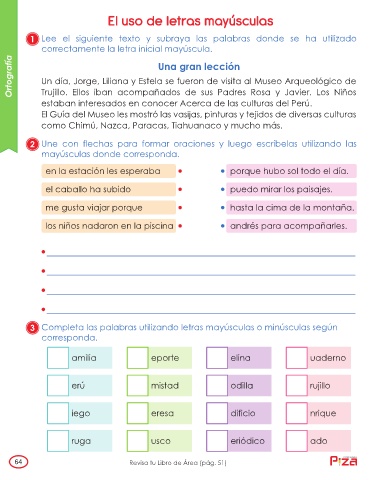 El uso de letras mayúsculas
Ortografía
1 Lee el siguiente texto y subraya las palabras donde se ha utilizado
correctamente la letra inicial mayúscula.
Una gran lección
Un día, Jorge, Liliana y Estela se fueron de visita al Museo Arqueológico de
Trujillo. Ellos iban acompañados de sus Padres Rosa y Javier. Los Niños
estaban interesados en conocer Acerca de las culturas del Perú.
El Guía del Museo les mostró las vasijas, pinturas y tejidos de diversas culturas
como Chimú, Nazca, Paracas, Tiahuanaco y mucho más.
2 Une con flechas para formar oraciones y luego escríbelas utilizando las
mayúsculas donde corresponda.
en la estación les esperaba • • porque hubo sol todo el día.
el caballo ha subido • • puedo mirar los paisajes.
me gusta viajar porque • • hasta la cima de la montaña.
los niños nadaron en la piscina • • andrés para acompañarles.
•
•
•
•
3 Completa las palabras utilizando letras mayúsculas o minúsculas según
corresponda.
amilia eporte elina uaderno
erú mistad odilla rujillo
iego eresa dificio nrique
ruga usco eriódico ado
64
Revisa tu Libro de Área (pág. 51)
Piza